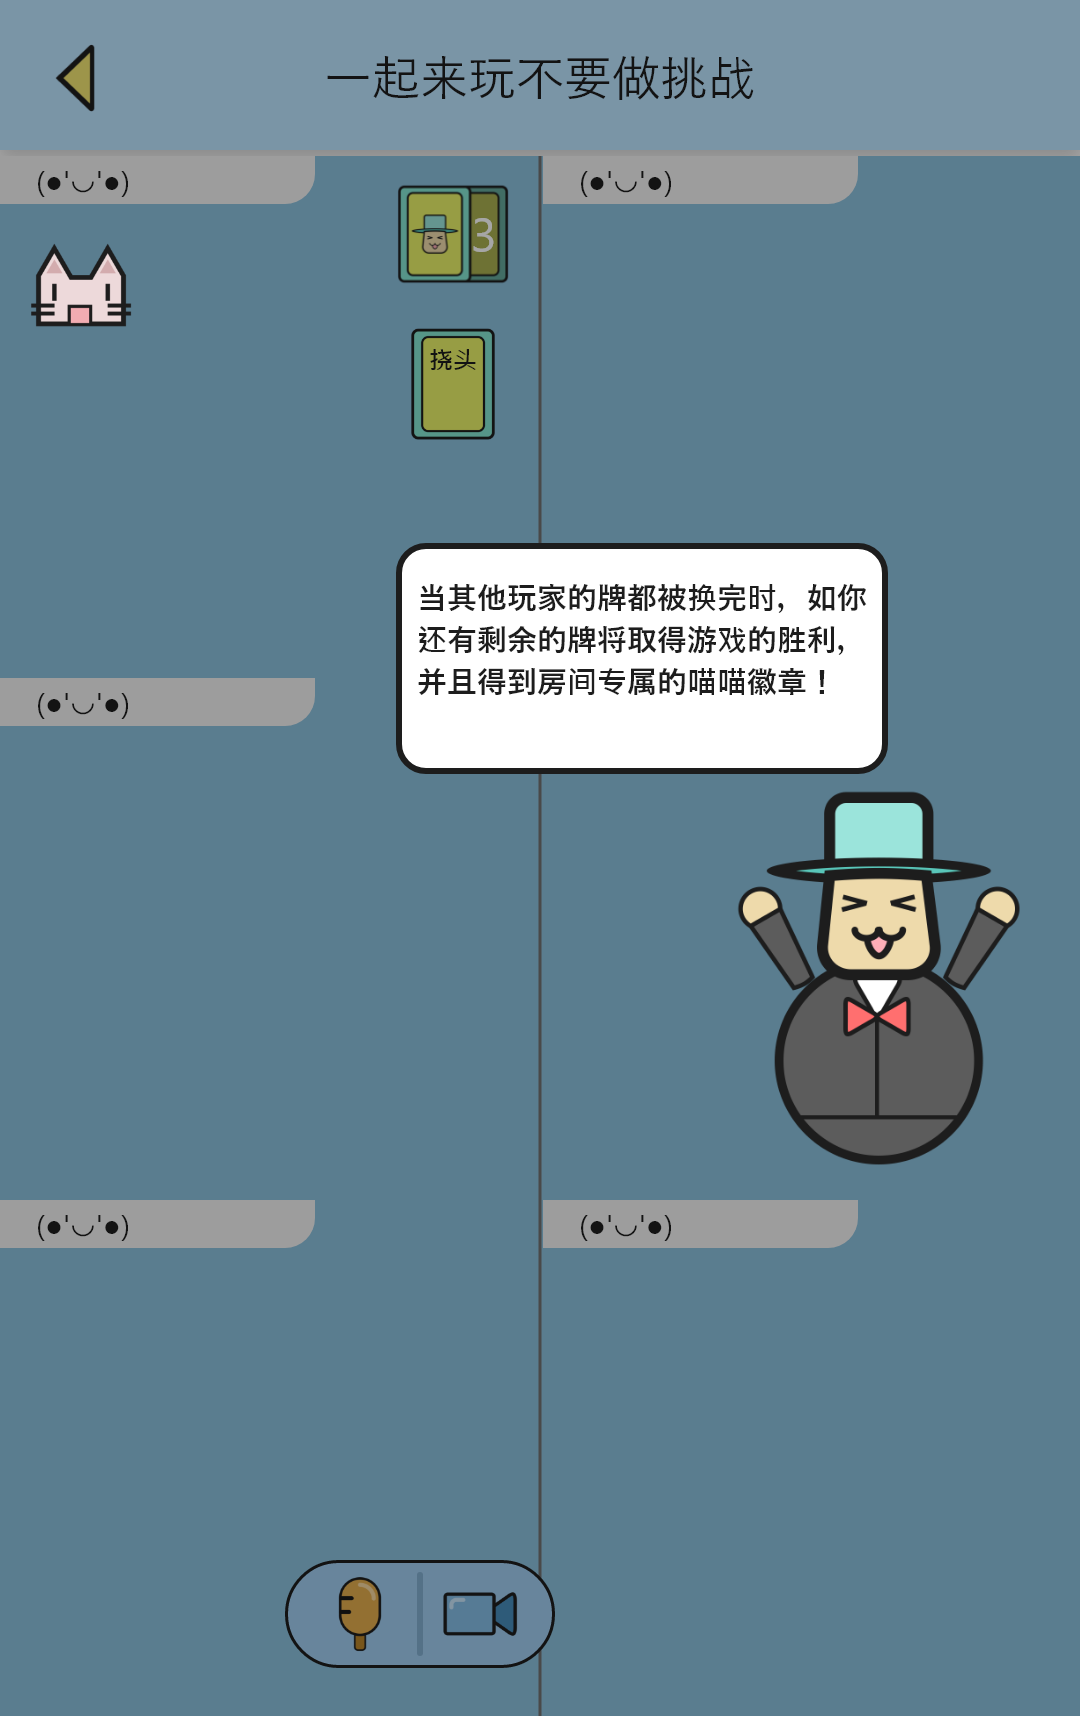 一起来玩不要做挑战
(●'◡'●)
(●'◡'●)
3
挠头
当其他玩家的牌都被换完时，如你
还有剩余的牌将取得游戏的胜利，
并且得到房间专属的喵喵徽章！
(●'◡'●)
(●'◡'●)
(●'◡'●)